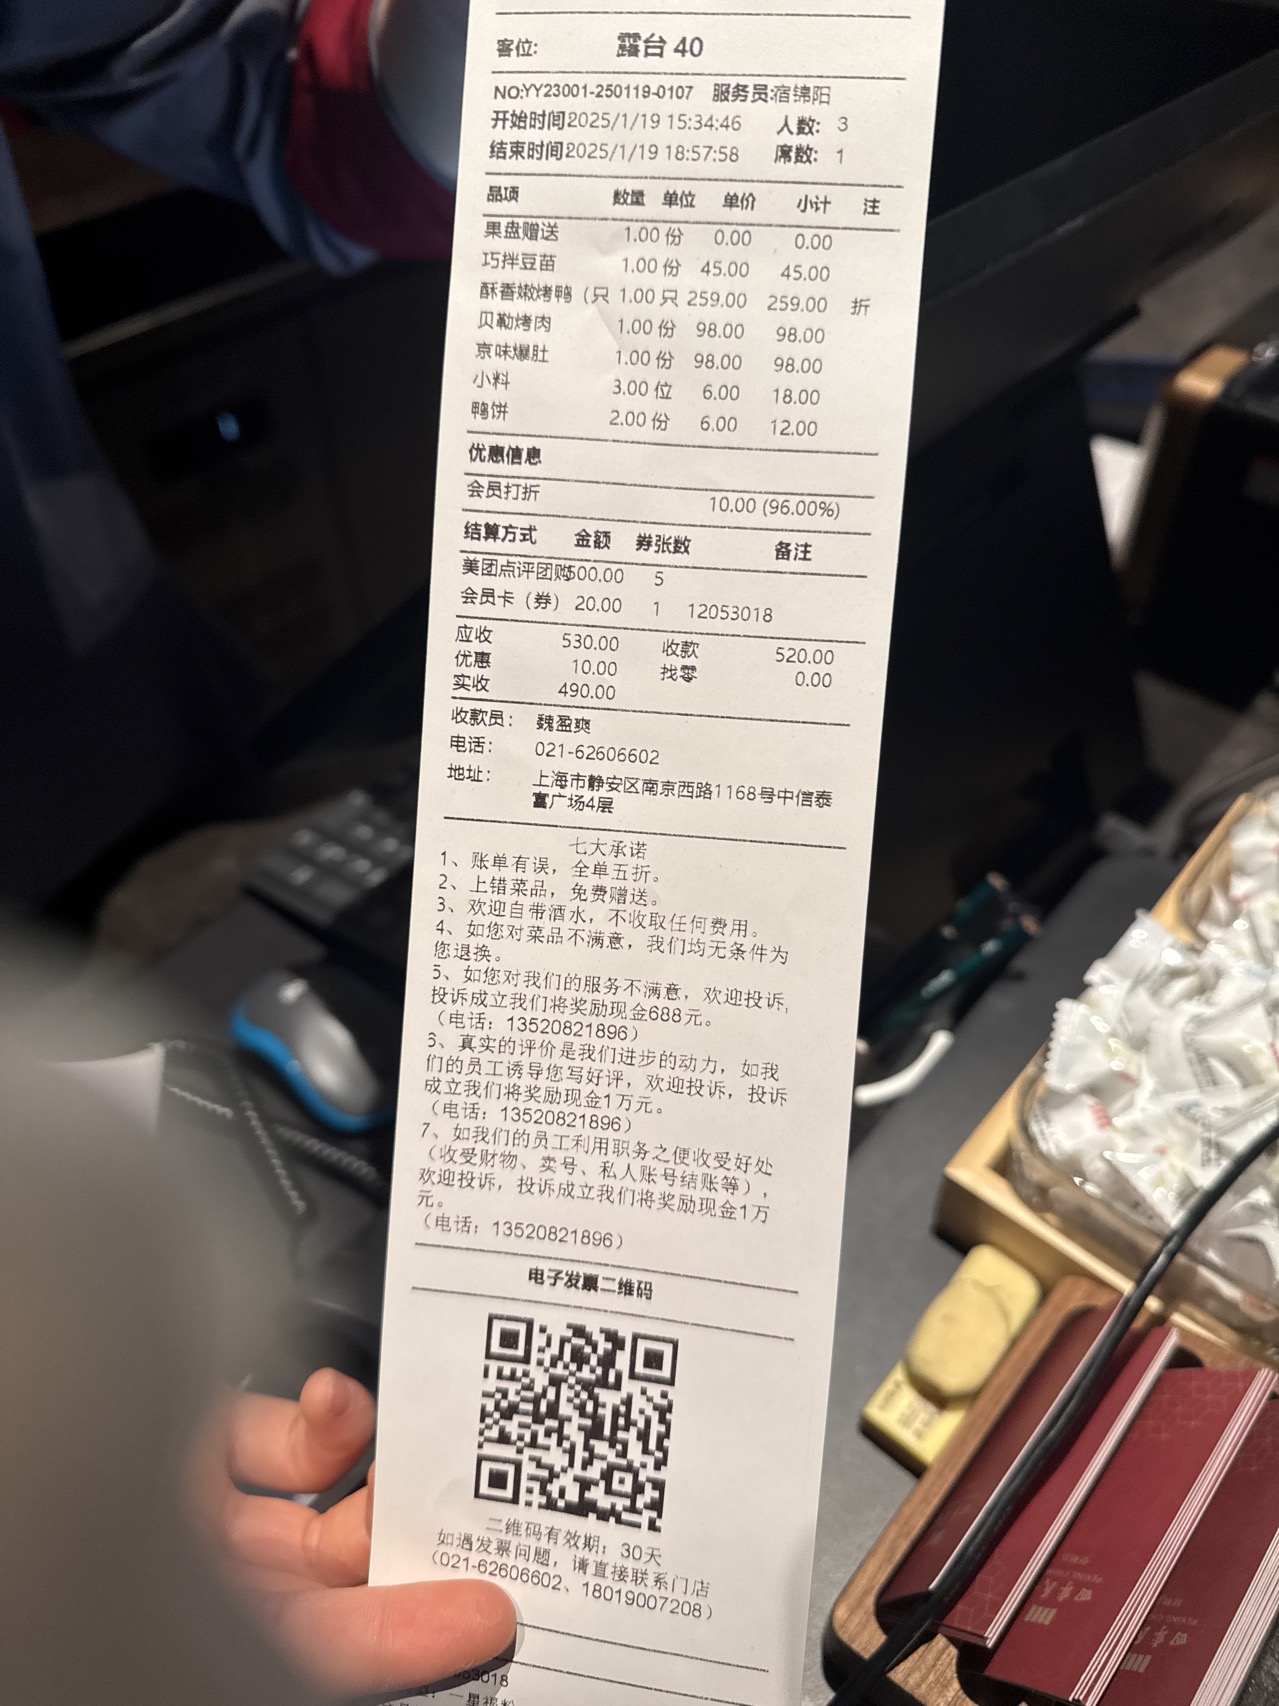 客位: 露台 40
NO:YY23001-250119-0107 服务员:宿锦阳
开始时间2025/1/19 15:34:46 人数: 3
结束时间2025/1/19 18:57:58 席数: 1
品项 数量 单位 单价 小计 注
果盘赠送 1.00 份 0.00 0.00
巧拌豆苗 1.00 份 45.00 45.00
酥香嫩烤鸭（只 1.00 只 259.00 259.00 折
贝勒烤肉 1.00 份 98.00 98.00
京味爆肚 1.00 份 98.00 98.00
小料 3.00 位 6.00 18.00
鸭饼 2.00 份 6.00 12.00
优惠信息
会员打折 10.00 (96.00%)
结算方式 金额 券张数 备注
美团点评团购500.00 5
会员卡（券） 20.00 1 12053018
应收 530.00 收款 520.00
优惠 10.00 找零 0.00
实收 490.00
收款员: 魏盈爽
电话: 021-62606602
地址: 上海市静安区南京西路1168号中信泰
富广场4层
七大承诺
1、账单有误，全单五折。
2、上错菜品，免费赠送。
3、欢迎自带酒水，不收取任何费用。
4、如您对菜品不满意，我们均无条件为
您退换。
5、如您对我们的服务不满意，欢迎投诉，
投诉成立我们将奖励现金688元。
（电话：13520821896）
6、真实的评价是我们进步的动力，如我
们的员工诱导您写好评，欢迎投诉，投诉
成立我们将奖励现金1万元。
（电话：13520821896）
7、如我们的员工利用职务之便收受好处
（收受财物、卖号、私人账号结账等），
欢迎投诉，投诉成立我们将奖励现金1万
元。
（电话：13520821896）
电子发票二维码
二维码有效期：30天
如遇发票问题，请直接联系门店
（021-62606602、18019007208）
53018